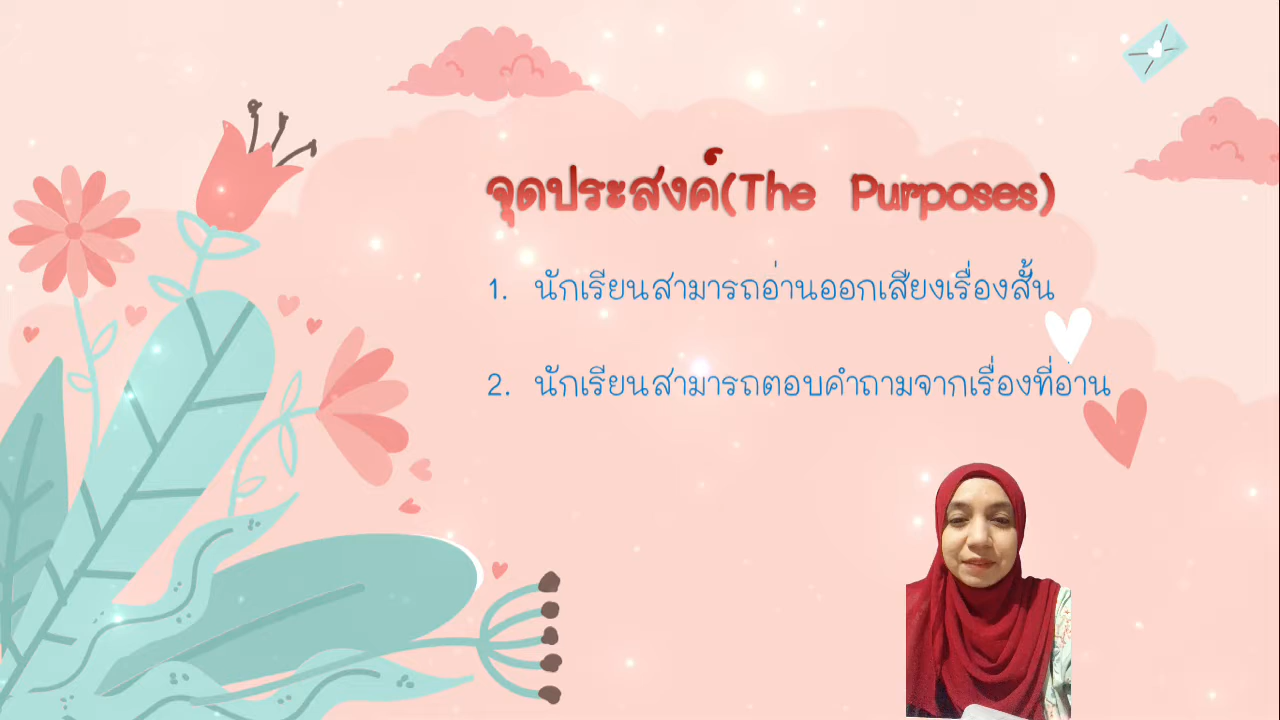 จุดประสงค์(The Purposes)
1. นักเรียนสามารถอ่านออกเสียงเรื่องสั้น
2. นักเรียนสามารถตอบคำถามจากเรื่องที่อ่าน